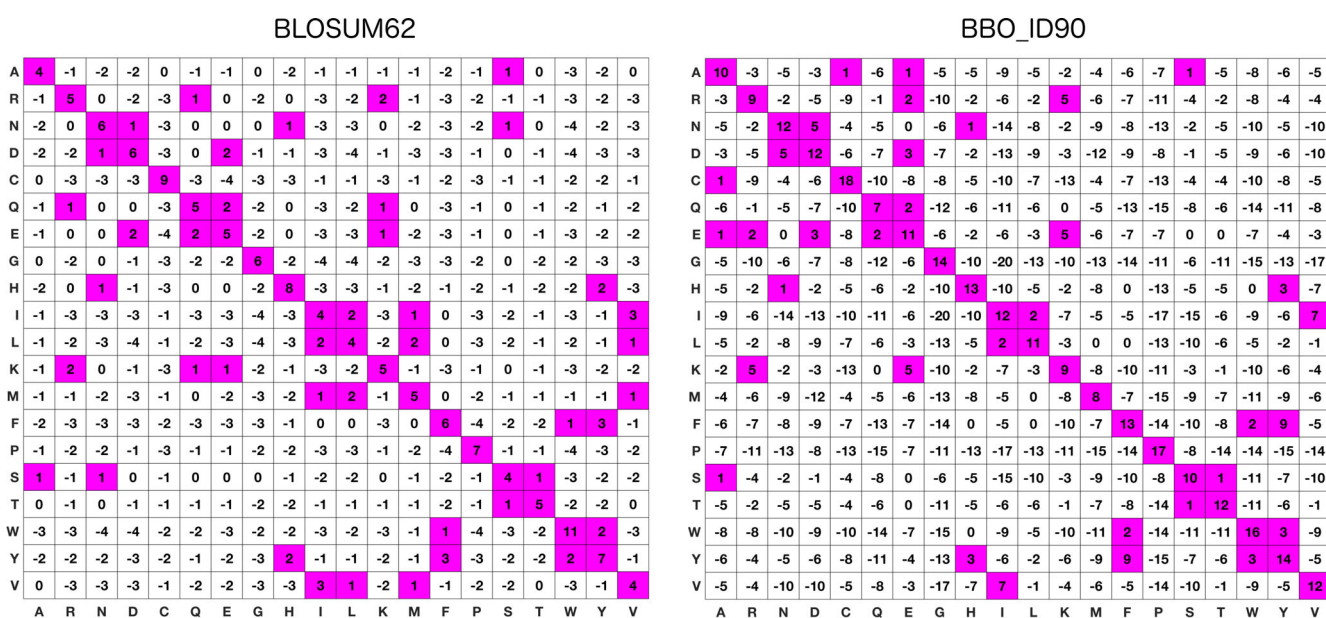 BLOSUM62
A 4 -1 -2 -2 0 -1 -1 0 -2 -1 -1 -1 -1 -2 -1 1 0 -3 -2 0
R -1 5 0 -2 -3 1 0 -2 0 -3 -2 2 -1 -3 -2 -1 -1 -3 -2 -3
N -2 0 6 1 -3 0 0 0 1 -3 -3 0 -2 -3 -2 1 0 -4 -2 -3
D -2 -2 1 6 -3 0 2 -1 -1 -3 -4 -1 -3 -3 -1 0 -1 -4 -3 -3
C 0 -3 -3 -3 9 -3 -4 -3 -3 -1 -1 -3 -1 -2 -3 -1 -1 -2 -2 -1
Q -1 1 0 0 -3 5 2 -2 0 -3 -2 1 0 -3 -1 0 -1 -2 -1 -2
E -1 0 0 2 -4 2 5 -2 0 -3 -3 1 -2 -3 -1 0 -1 -3 -2 -2
G 0 -2 0 -1 -3 -2 -2 6 -2 -4 -4 -2 -3 -3 -2 0 -2 -2 -3 -3
H -2 0 1 -1 -3 0 0 -2 8 -3 -3 -1 -2 -1 -2 -1 -2 -2 2 -3
I -1 -3 -3 -3 -1 -3 -3 -4 -3 4 2 -3 1 0 -3 -2 -1 -3 -1 3
L -1 -2 -3 -4 -1 -2 -3 -4 -3 2 4 -2 2 0 -3 -2 -1 -2 -1 1
K -1 2 0 -1 -3 1 1 -2 -1 -3 -2 5 -1 -3 -1 0 -1 -3 -2 -2
M -1 -1 -2 -3 -1 0 -2 -3 -2 1 2 -1 5 0 -2 -1 -1 -1 -1 1
F -2 -3 -3 -3 -2 -3 -3 -3 -1 0 0 -3 0 6 -4 -2 -2 1 3 -1
P -1 -2 -2 -1 -3 -1 -1 -2 -2 -3 -3 -1 -2 -4 7 -1 -1 -4 -3 -2
S 1 -1 1 0 -1 0 0 0 -1 -2 -2 0 -1 -2 -1 4 1 -3 -2 -2
T 0 -1 0 -1 -1 -1 -1 -2 -2 -1 -1 -1 -1 -2 -1 1 5 -2 -2 0
W -3 -3 -4 -4 -2 -2 -3 -2 -2 -3 -2 -3 -1 1 -4 -3 -2 11 2 -3
Y -2 -2 -2 -3 -2 -1 -2 -3 2 -1 -1 -2 -1 3 -3 -2 -2 2 7 -1
V 0 -3 -3 -3 -1 -2 -2 -3 -3 3 1 -2 1 -1 -2 -2 0 -3 -1 4
A R N D C Q E G H I L K M F P S T W Y V
BBO_ID90
A 10 -3 -5 -3 1 -6 1 -5 -5 -9 -5 -2 -4 -6 -7 1 -5 -8 -6 -5
R -3 9 -2 -5 -9 -1 2 -10 -2 -6 -2 5 -6 -7 -11 -4 -2 -8 -4 -4
N -5 -2 12 5 -4 -5 0 -6 1 -14 -8 -2 -9 -8 -13 -2 -5 -10 -5 -10
D -3 -5 5 12 -6 -7 3 -7 -2 -13 -9 -3 -12 -9 -8 -1 -5 -9 -6 -10
C 1 -9 -4 -6 18 -10 -8 -8 -5 -10 -7 -13 -4 -7 -13 -4 -4 -10 -8 -5
Q -6 -1 -5 -7 -10 7 2 -12 -6 -11 -6 0 -5 -13 -15 -8 -6 -14 -11 -8
E 1 2 0 3 -8 2 11 -6 -2 -6 -3 5 -6 -7 -7 0 0 -7 -4 -3
G -5 -10 -6 -7 -8 -12 -6 14 -10 -20 -13 -10 -13 -14 -11 -6 -11 -15 -13 -17
H -5 -2 1 -2 -5 -6 -2 -10 13 -10 -5 -2 -8 0 -13 -5 -5 0 3 -7
I -9 -6 -14 -13 -10 -11 -6 -20 -10 12 2 -7 -5 -5 -17 -15 -6 -9 -6 7
L -5 -2 -8 -9 -7 -6 -3 -13 -5 2 11 -3 0 0 -13 -10 -6 -5 -2 -1
K -2 5 -2 -3 -13 0 5 -10 -2 -7 -3 9 -8 -10 -11 -3 -1 -10 -6 -4
M -4 -6 -9 -12 -4 -5 -6 -13 -8 -5 0 -8 8 -7 -15 -9 -7 -11 -9 -6
F -6 -7 -8 -9 -7 -13 -7 -14 0 -5 0 -10 -7 13 -14 -10 -8 2 9 -5
P -7 -11 -13 -8 -13 -15 -7 -11 -13 -17 -13 -11 -15 -14 17 -8 -14 -14 -15 -14
S 1 -4 -2 -1 -4 -8 0 -6 -5 -15 -10 -3 -9 -10 -8 10 1 -11 -7 -10
T -5 -2 -5 -5 -4 -6 0 -11 -5 -6 -6 -1 -7 -8 -14 1 12 -11 -6 -1
W -8 -8 -10 -9 -10 -14 -7 -15 0 -9 -5 -10 -11 2 -14 -11 -11 16 3 -9
Y -6 -4 -5 -6 -8 -11 -4 -13 3 -6 -2 -6 -9 9 -15 -7 -6 3 14 -5
V -5 -4 -10 -10 -5 -8 -3 -17 -7 7 -1 -4 -6 -5 -14 -10 -1 -9 -5 12
A R N D C Q E G H I L K M F P S T W Y V